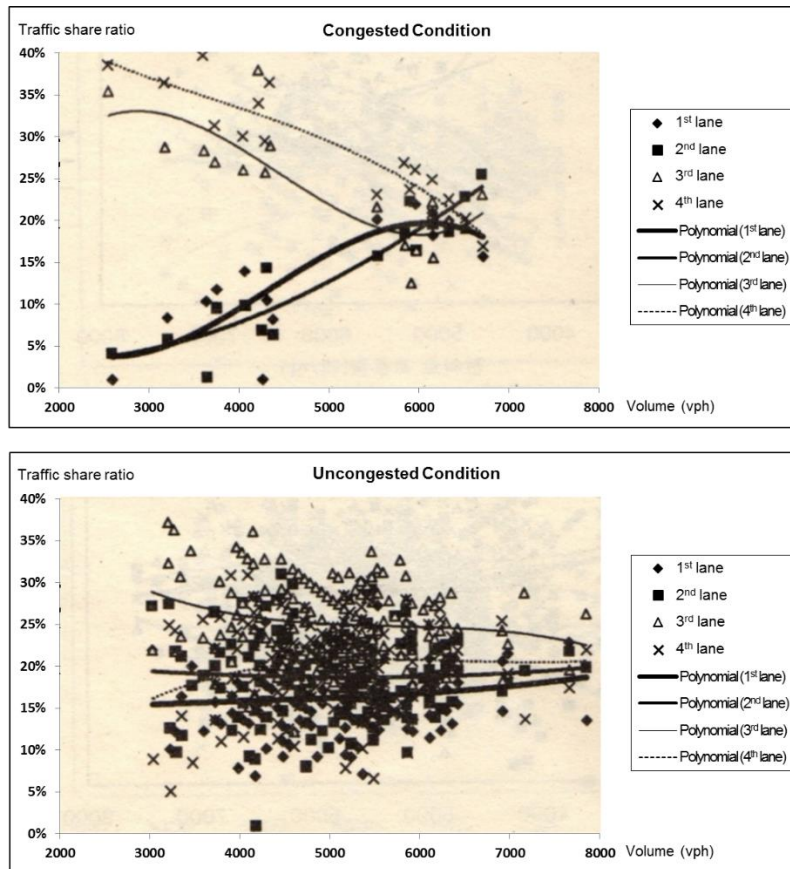 Traffic share ratio
Congested Condition
40%
35%
30%
25%
20%
15%
10%
5%
0%
2000 3000 4000 5000 6000 7000 8000
Volume (vph)
1st lane
2nd lane
3rd lane
4th lane
Polynomial (1st lane)
Polynomial (2nd lane)
Polynomial (3rd lane)
Polynomial (4th lane)
Traffic share ratio
Uncongested Condition
40%
35%
30%
25%
20%
15%
10%
5%
0%
2000 3000 4000 5000 6000 7000 8000
Volume (vph)
1st lane
2nd lane
3rd lane
4th lane
Polynomial (1st lane)
Polynomial (2nd lane)
Polynomial (3rd lane)
Polynomial (4th lane)